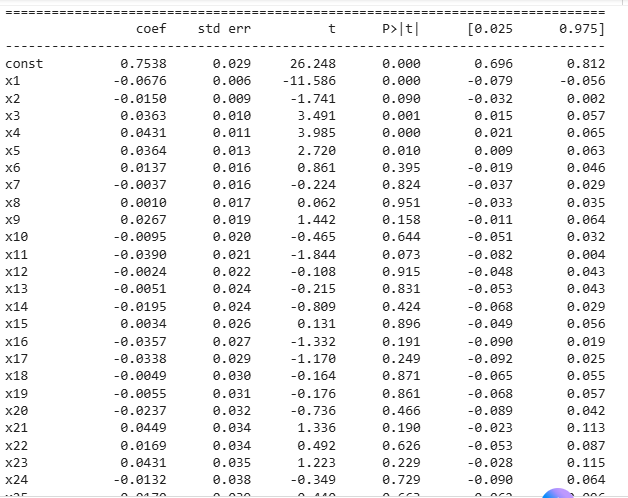 ==============================================================================
coef std err t P>|t| [0.025 0.975]
------------------------------------------------------------------------------
const 0.7538 0.029 26.248 0.000 0.696 0.812
x1 -0.0676 0.006 -11.586 0.000 -0.079 -0.056
x2 -0.0150 0.009 -1.741 0.090 -0.032 0.002
x3 0.0363 0.010 3.491 0.001 0.015 0.057
x4 0.0431 0.011 3.985 0.000 0.021 0.065
x5 0.0364 0.013 2.720 0.010 0.009 0.063
x6 0.0137 0.016 0.861 0.395 -0.019 0.046
x7 -0.0037 0.016 -0.224 0.824 -0.037 0.029
x8 0.0010 0.017 0.062 0.951 -0.033 0.035
x9 0.0267 0.019 1.442 0.158 -0.011 0.064
x10 -0.0095 0.020 -0.465 0.644 -0.051 0.032
x11 -0.0390 0.021 -1.844 0.073 -0.082 0.004
x12 -0.0024 0.022 -0.108 0.915 -0.048 0.043
x13 -0.0051 0.024 -0.215 0.831 -0.053 0.043
x14 -0.0195 0.024 -0.809 0.424 -0.068 0.029
x15 0.0034 0.026 0.131 0.896 -0.049 0.056
x16 -0.0357 0.027 -1.332 0.191 -0.090 0.019
x17 -0.0338 0.029 -1.170 0.249 -0.092 0.025
x18 -0.0049 0.030 -0.164 0.871 -0.065 0.055
x19 -0.0055 0.031 -0.176 0.861 -0.068 0.057
x20 -0.0237 0.032 -0.736 0.466 -0.089 0.042
x21 0.0449 0.034 1.336 0.190 -0.023 0.113
x22 0.0169 0.034 0.492 0.626 -0.053 0.087
x23 0.0431 0.035 1.223 0.229 -0.028 0.115
x24 -0.0132 0.038 -0.349 0.729 -0.090 0.064